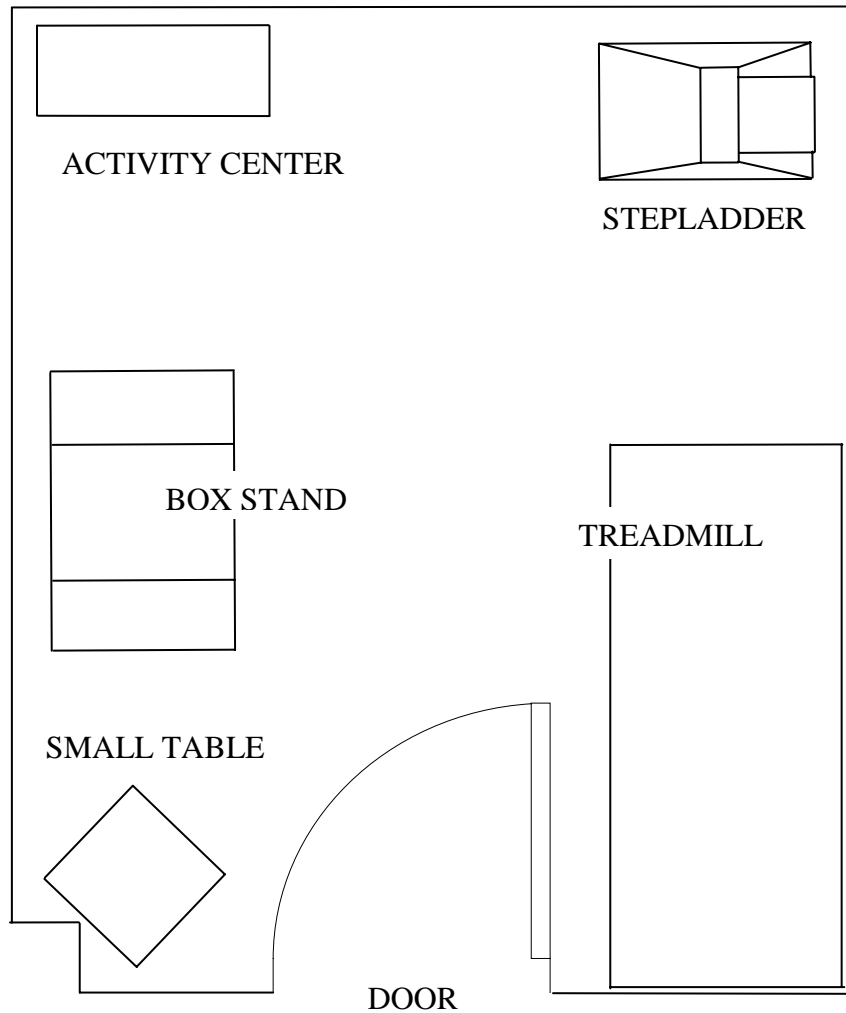 ACTIVITY CENTER
STEPLADDER
BOX STAND
TREADMILL
SMALL TABLE
DOOR